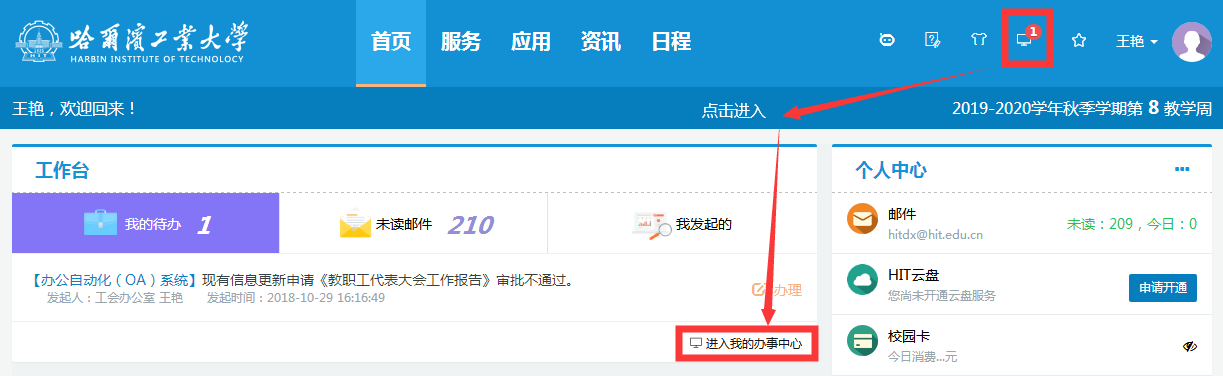 哈尔滨工业大学
HARBIN INSTITUTE OF TECHNOLOGY
首页 服务 应用 资讯 日程
1
王艳
王艳，欢迎回来！
点击进入
2019-2020学年秋季学期第 8 教学周
工作台
我的待办 1
未读邮件 210
我发起的
【办公自动化（OA）系统】现有信息更新申请《教职工代表大会工作报告》审批不通过。
发起人：工会办公室 王艳 发起时间：2018-10-29 16:16:49
办理
进入我的办事中心
个人中心
邮件
hitdx@hit.edu.cn
未读：209，今日：0
HIT云盘
您尚未开通云盘服务
申请开通
校园卡
今日消费...元